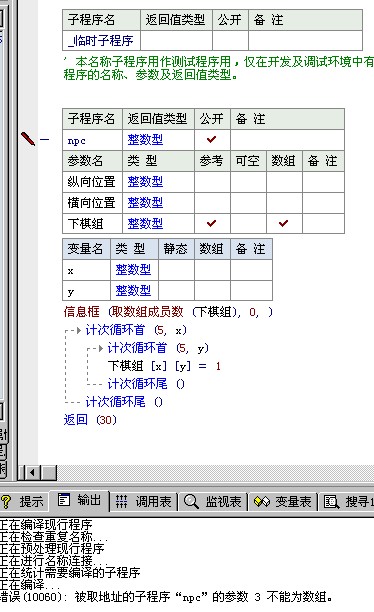 子程序名 返回值类型 公开 备 注
_临时子程序
' 本名称子程序用作测试程序用，仅在开发及调试环境中有
程序的名称、参数及返回值类型。
子程序名 返回值类型 公开 备 注
npc 整数型 ✓
参数名 类 型 参考 可空 数组 备 注
纵向位置 整数型
横向位置 整数型
下棋组 整数型 ✓ ✓
变量名 类 型 静态 数组 备 注
x 整数型
y 整数型
信息框 (取数组成员数 (下棋组), 0, )
计次循环首 (5, x)
计次循环首 (5, y)
下棋组 [x] [y] = 1
计次循环尾 ()
计次循环尾 ()
返回 (30)
提示 输出 调用表 监视表 变量表 搜寻1
正在编译现行程序
正在检查重复名称...
正在预处理现行程序
正在进行名称连接...
正在统计需要编译的子程序
正在编译...
错误(10060): 被取地址的子程序“npc”的参数 3 不能为数组。